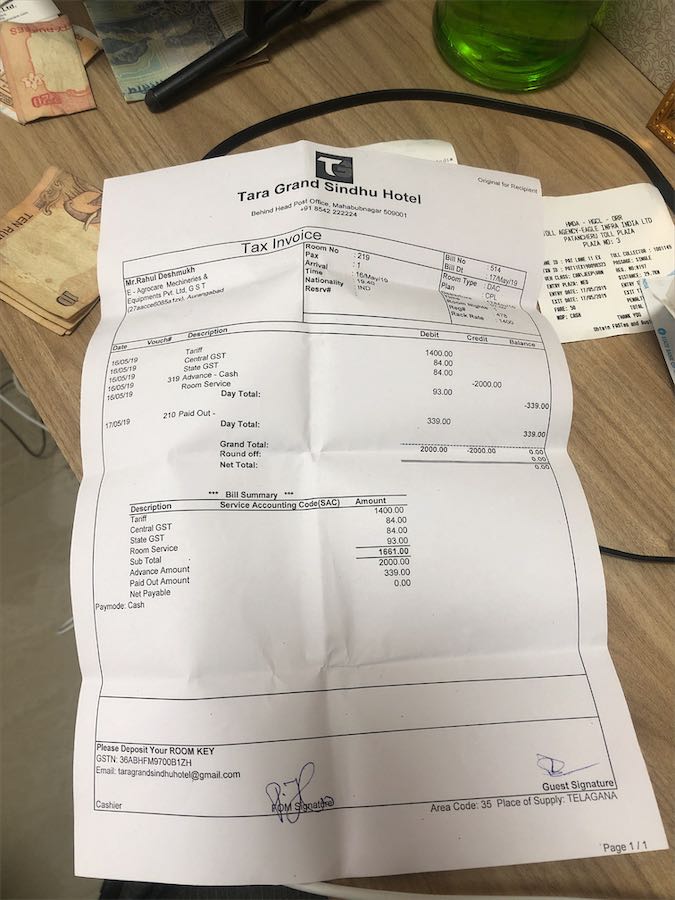 Ltd.
RUPEES
TEN RU
TG
Tara Grand Sindhu Hotel
Original for Recipient
Behind Head Post Office, Mahabubnagar 509001
+91 8542 222224
Tax Invoice
Mr.Rahul Deshmukh
E - Agrocare Mechineries &
Equipments Pvt. Ltd, G S T
Aurangabad
Room No : 219
Pax : 1
Arrival : 16/May/19
Time : 19:40
Nationality IND
Resrv#
Bill No : 514
Bill Dt : 17/May/19
Room Type : DAC
Plan : CPL
Reg# : 478
Rack Rate : 1400
Date Vouch# Description Debit Credit Balance
16/05/19 Tariff 1400.00
16/05/19 Central GST 84.00
16/05/19 State GST 84.00
16/05/19 319 Advance - Cash -2000.00
16/05/19 Room Service 93.00
Day Total: -339.00
17/05/19 210 Paid Out - 339.00
Day Total: 339.00
Grand Total: 2000.00 -2000.00 0.00
Round off: 0.00
Net Total: 0.00
*** Bill Summary ***
Description Service Accounting Code(SAC) Amount
Tariff 1400.00
Central GST 84.00
State GST 84.00
Room Service 93.00
Sub Total 1661.00
Advance Amount 2000.00
Paid Out Amount 339.00
Net Payable 0.00
Paymode: Cash
Please Deposit Your ROOM KEY
GSTN: 36ABHFM9700B1ZH
Email: taragrandsindhuhotel@gmail.com
Cashier
FOM Signature
Guest Signature
Area Code: 35 Place of Supply: TELAGANA
Page 1 / 1
HMDA - HGCL - ORR
TOLL AGENCY-EAGLE INFRA INDIA LTD
PATANCHERU TOLL PLAZA
PLAZA NO: 3